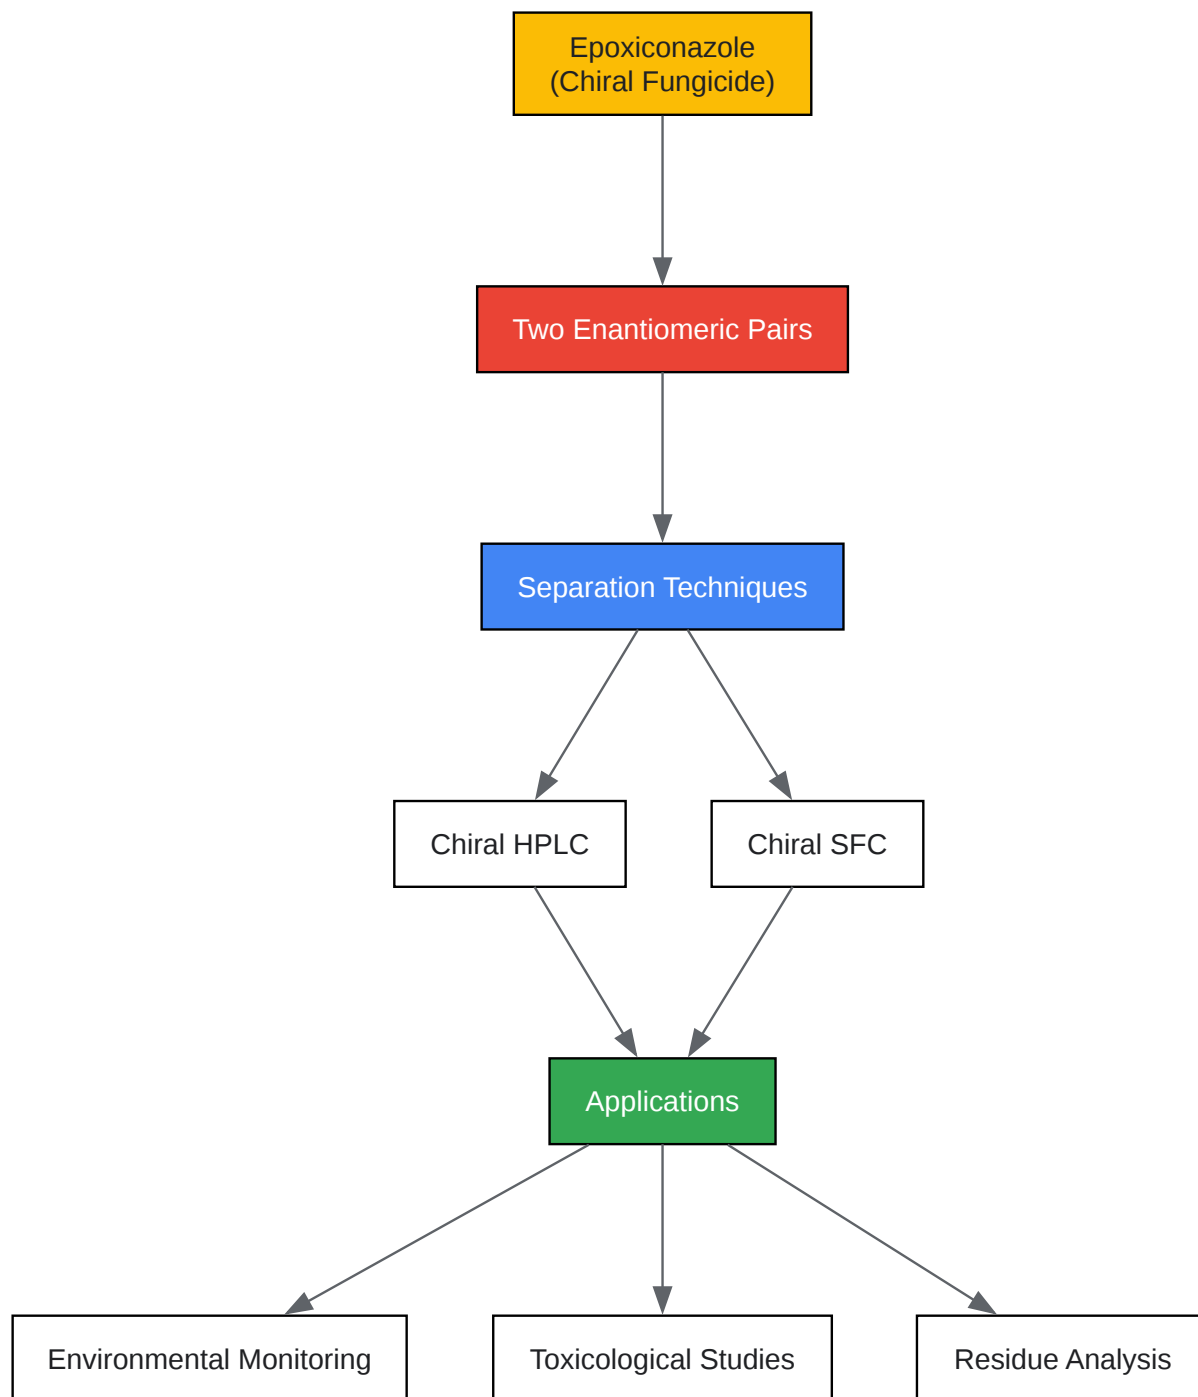 Epoxiconazole
(Chiral Fungicide)
Two Enantiomeric Pairs
Separation Techniques
Chiral HPLC
Chiral SFC
Applications
Environmental Monitoring
Toxicological Studies
Residue Analysis